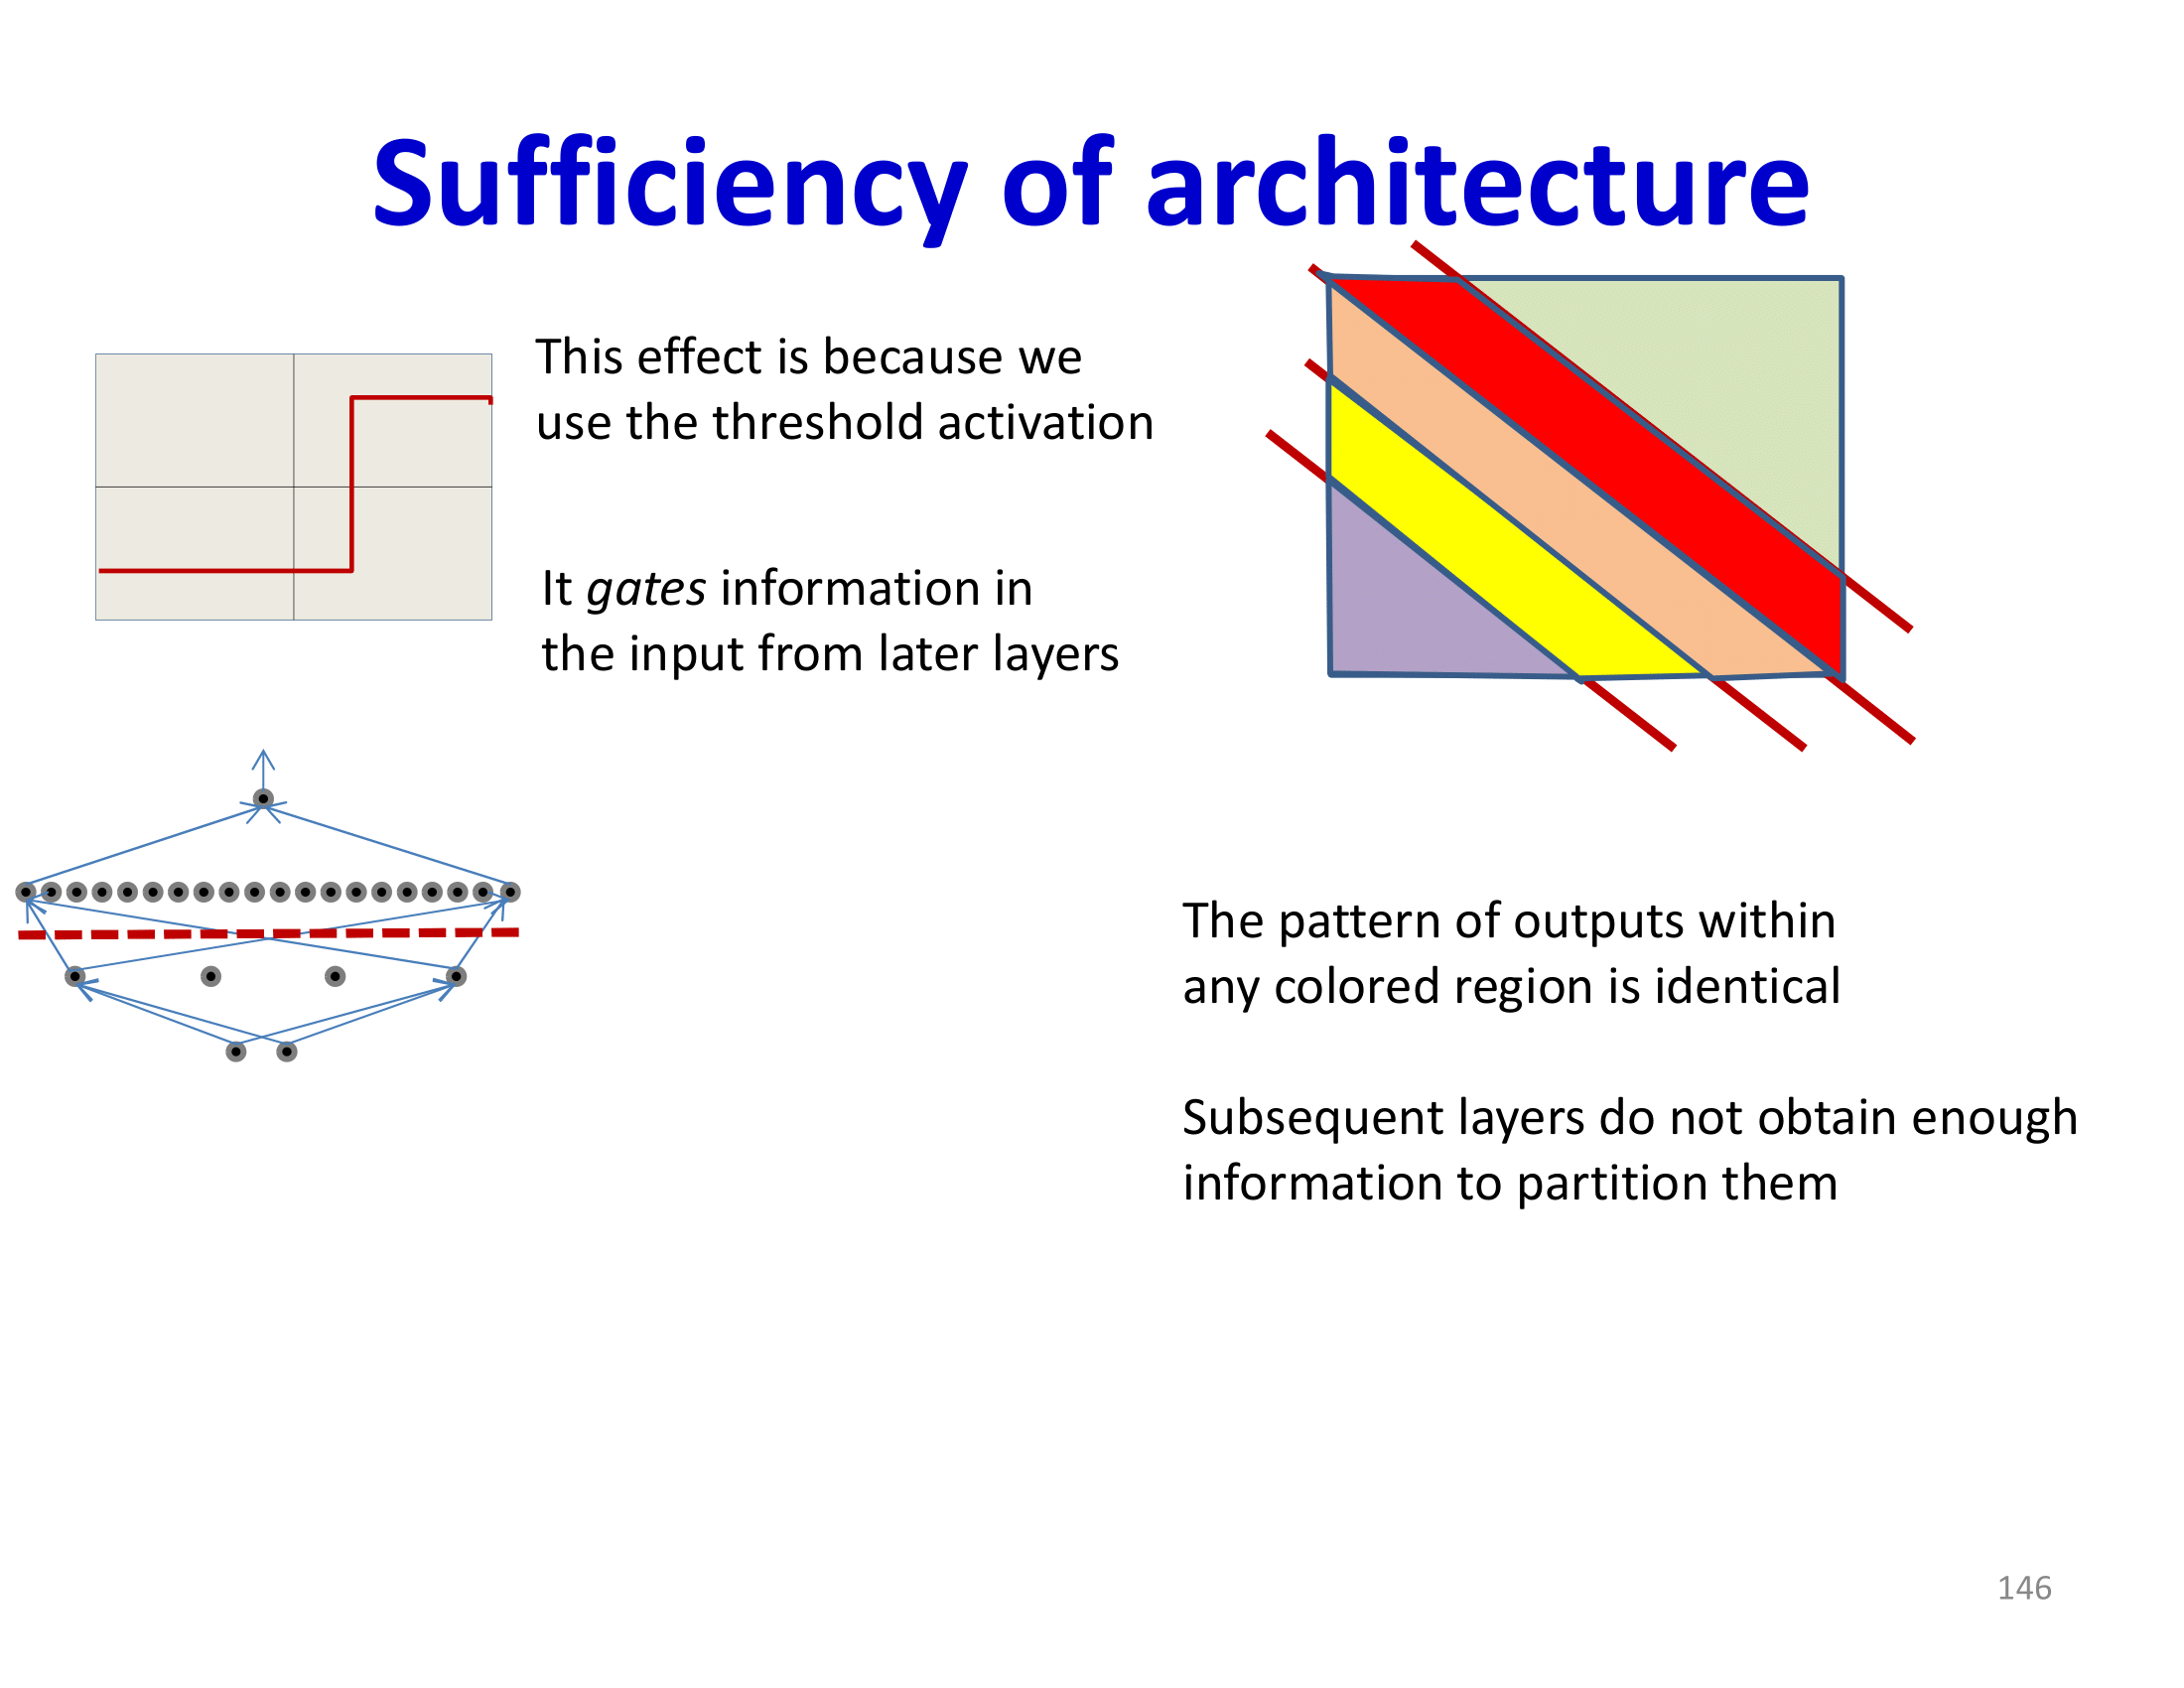 Sufficiency of architecture
This effect is because we
use the threshold activation
It gates information in
the input from later layers
The pattern of outputs within
any colored region is identical
Subsequent layers do not obtain enough
information to partition them
146